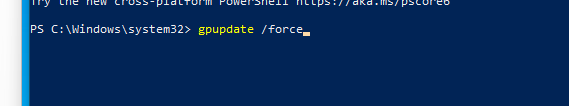 Try the new cross-platform PowerShell https://aka.ms/pscore6
PS C:\Windows\system32> gpupdate /force